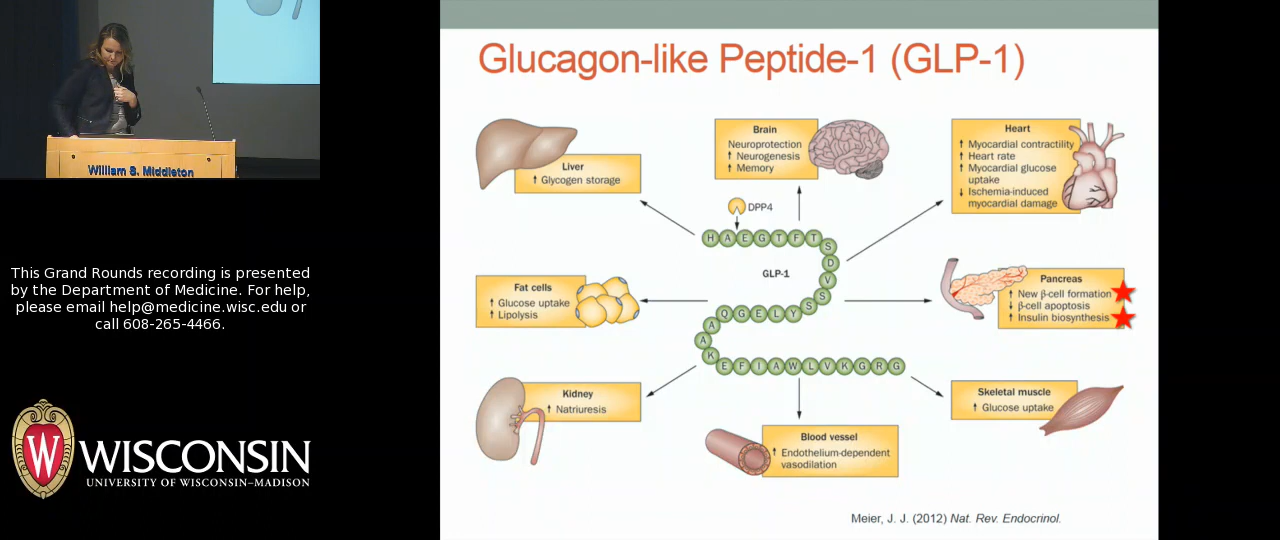 William S. Middleton
This Grand Rounds recording is presented
by the Department of Medicine. For help,
please email help@medicine.wisc.edu or
call 608-265-4466.
W
WISCONSIN
UNIVERSITY OF WISCONSIN–MADISON
Glucagon-like Peptide-1 (GLP-1)
Liver
↑ Glycogen storage
Brain
Neuroprotection
↑ Neurogenesis
↑ Memory
Heart
↑ Myocardial contractility
↑ Heart rate
↑ Myocardial glucose
uptake
↓ Ischemia-induced
myocardial damage
DPP4
H A E G T F T S D V S S Y L E G Q A A K E F I A W L V K G R G
GLP-1
Fat cells
↑ Glucose uptake
↑ Lipolysis
Pancreas
↑ New β-cell formation
↓ β-cell apoptosis
↑ Insulin biosynthesis
Kidney
↑ Natriuresis
Blood vessel
↑ Endothelium-dependent
vasodilation
Skeletal muscle
↑ Glucose uptake
Meier, J. J. (2012) Nat. Rev. Endocrinol.